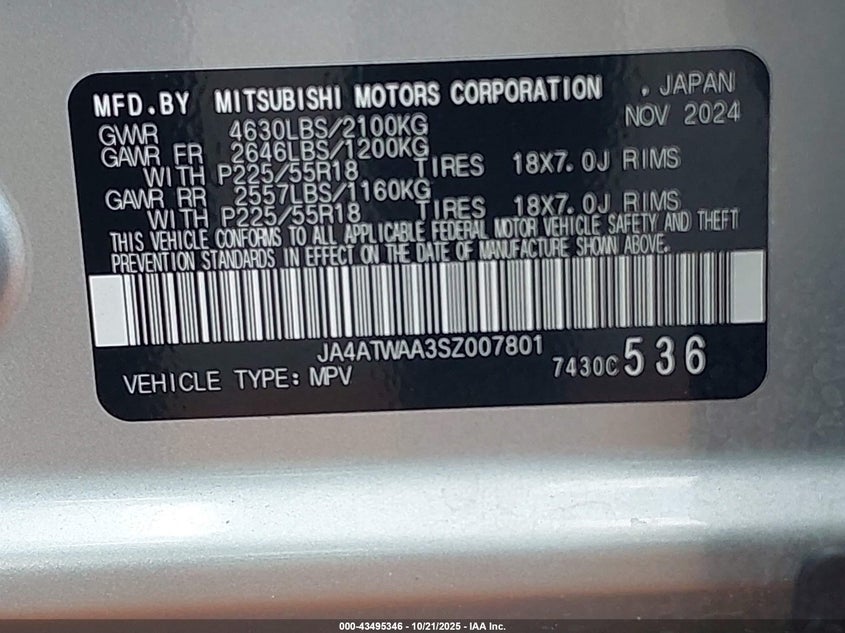 MFD.BY MITSUBISHI MOTORS CORPORATION , JAPAN
NOV 2024
GVWR 4630LBS/2100KG
GAWR FR 2646LBS/1200KG
WITH P225/55R18 TIRES 18X7.0J RIMS
GAWR RR 2557LBS/1160KG
WITH P225/55R18 TIRES 18X7.0J RIMS
THIS VEHICLE CONFORMS TO ALL APPLICABLE FEDERAL MOTOR VEHICLE SAFETY AND THEFT
PREVENTION STANDARDS IN EFFECT ON THE DATE OF MANUFACTURE SHOWN ABOVE.
JA4ATWAA3SZ007801
VEHICLE TYPE: MPV 7430C 536
000-43495346 - 10/21/2025 - IAA Inc.